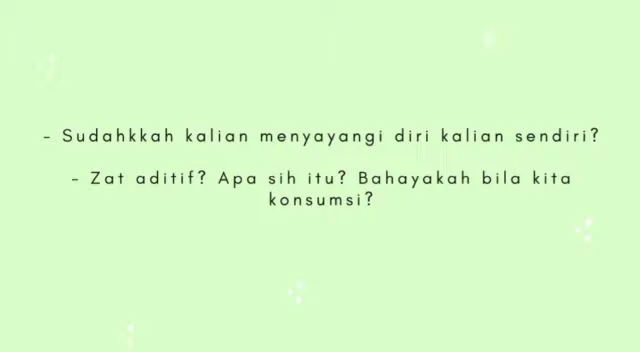 - Sudahkkah kalian menyayangi diri kalian sendiri?
- Zat aditif? Apa sih itu? Bahayakah bila kita
konsumsi?